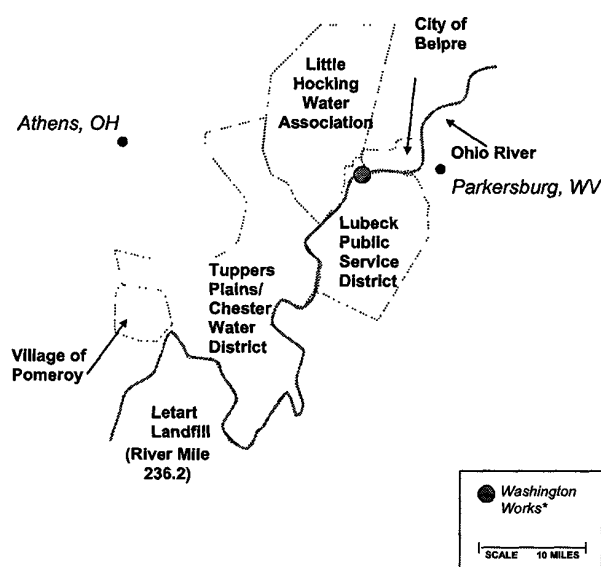 City of
Belpre
Little
Hocking
Water
Association
Athens, OH
Ohio River
Parkersburg, WV
Lubeck
Public
Service
District
Tuppers
Plains/
Chester
Water
District
Village of
Pomeroy
Letart
Landfill
(River Mile
236.2)
Washington
Works*
SCALE 10 MILES